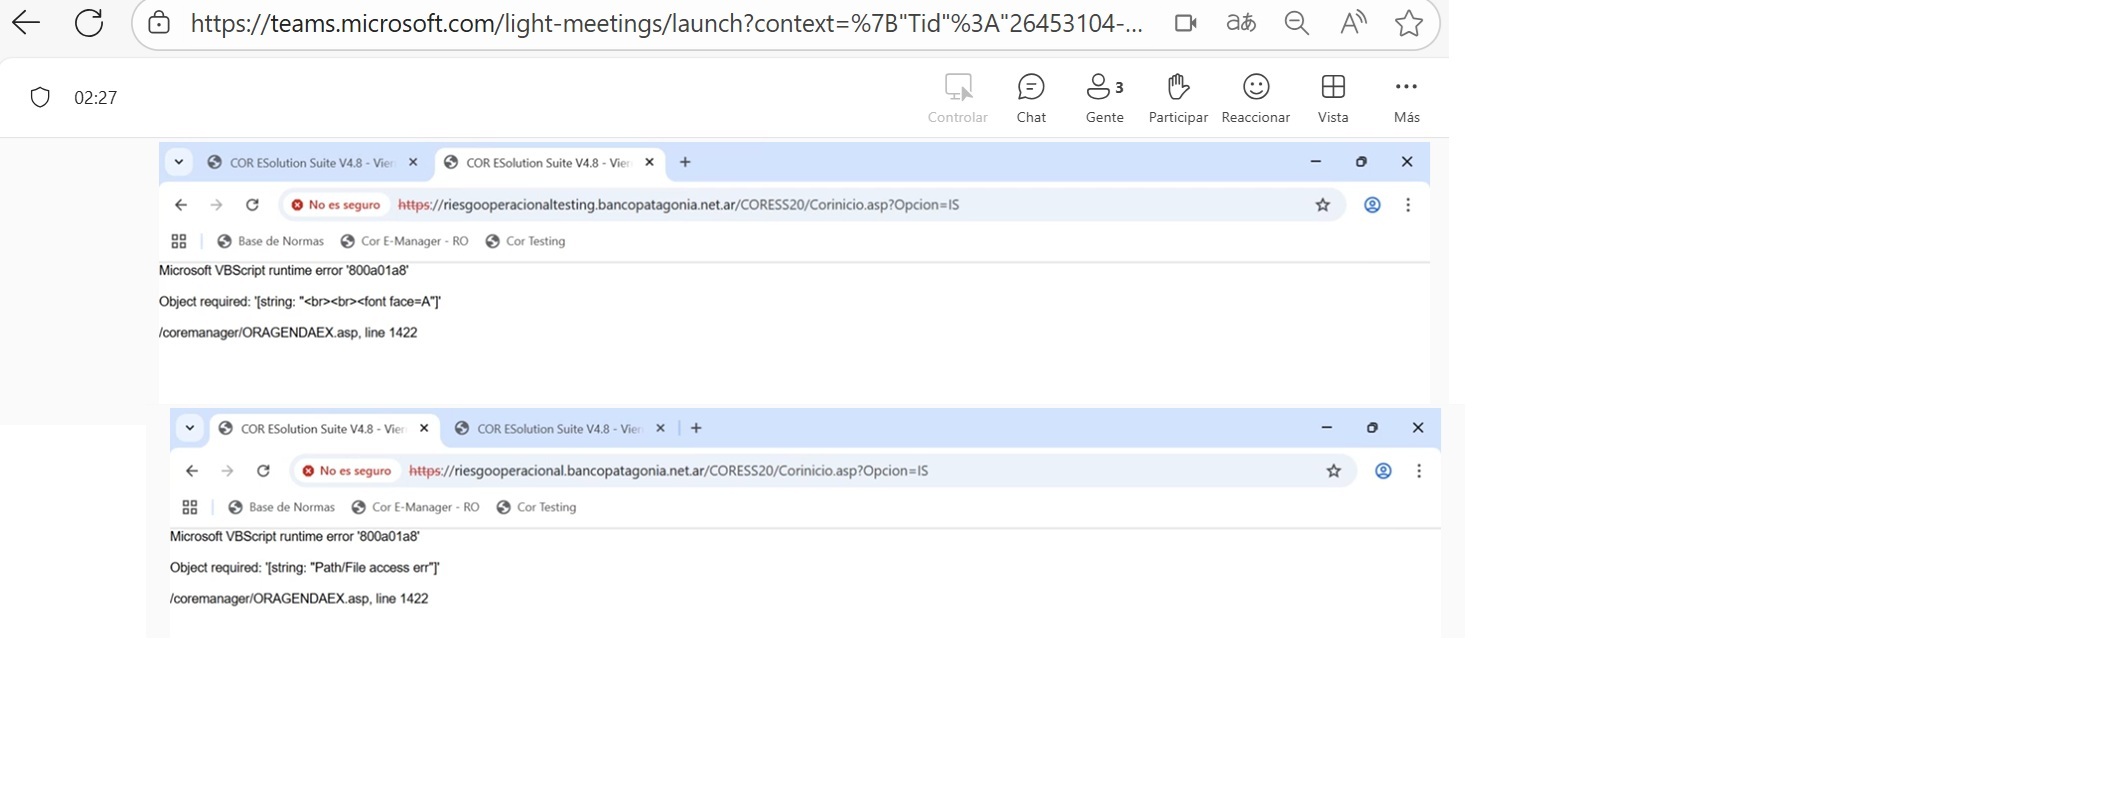 https://teams.microsoft.com/light-meetings/launch?context=%7B"Tid"%3A"26453104-...
02:27
Controlar
Chat
3
Gente
Participar
Reaccionar
Vista
Más
COR ESolution Suite V4.8 - Vier
COR ESolution Suite V4.8 - Vier
No es seguro
https://riesgooperacionaltesting.bancopatagonia.net.ar/CORESS20/Corinicio.asp?Opcion=IS
Base de Normas
Cor E-Manager - RO
Cor Testing
Microsoft VBScript runtime error '800a01a8'
Object required: '[string: "<br><br><font face=A"]'
/coremanager/ORAGENDAEX.asp, line 1422
COR ESolution Suite V4.8 - Vier
COR ESolution Suite V4.8 - Vier
No es seguro
https://riesgooperacional.bancopatagonia.net.ar/CORESS20/Corinicio.asp?Opcion=IS
Base de Normas
Cor E-Manager - RO
Cor Testing
Microsoft VBScript runtime error '800a01a8'
Object required: '[string: "Path/File access err"]'
/coremanager/ORAGENDAEX.asp, line 1422